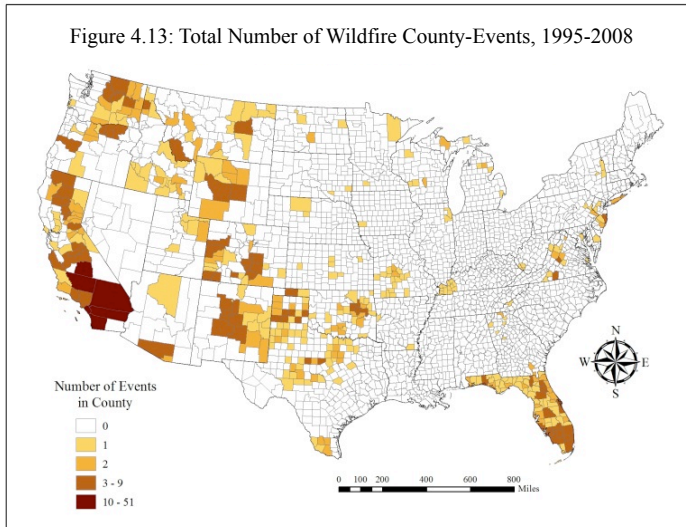 Figure 4.13: Total Number of Wildfire County-Events, 1995-2008
N
W
E
S
Number of Events
in County
0
1
2
3 - 9
10 - 51
0 100 200 400 600 800
Miles